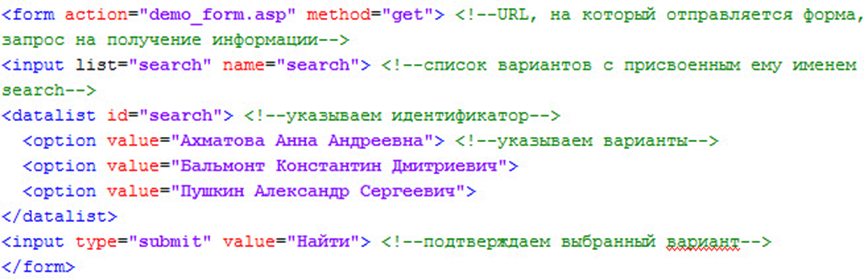 <form action="demo_form.asp" method="get"> <!--URL, на который отправляется форма,
запрос на получение информации-->
<input list="search" name="search"> <!--список вариантов с присвоенным ему именем
search-->
<datalist id="search"> <!--указываем идентификатор-->
  <option value="Ахматова Анна Андреевна"> <!--указываем варианты-->
  <option value="Бальмонт Константин Дмитриевич">
  <option value="Пушкин Александр Сергеевич">
</datalist>
<input type="submit" value="Найти"> <!--подтверждаем выбранный вариант-->
</form>